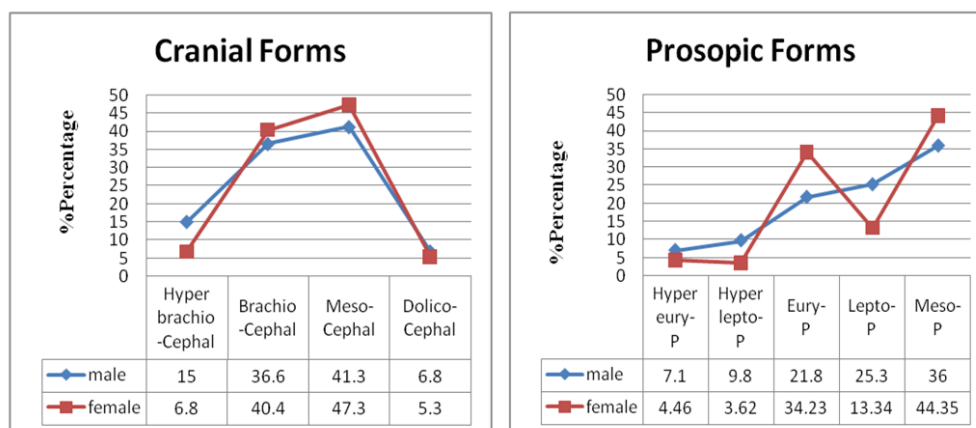 Cranial Forms
%Percentage
50
45
40
35
30
25
20
15
10
5
0
Hyper
brachio
-Cephal
Brachio
-Cephal
Meso-
Cephal
Dolico-
Cephal
male 15 36.6 41.3 6.8
female 6.8 40.4 47.3 5.3
Prosopic Forms
%Percentage
50
45
40
35
30
25
20
15
10
5
0
Hyper
eury-
P
Hyper
lepto-
P
Eury-
P
Lepto-
P
Meso-
P
male 7.1 9.8 21.8 25.3 36
female 4.46 3.62 34.23 13.34 44.35